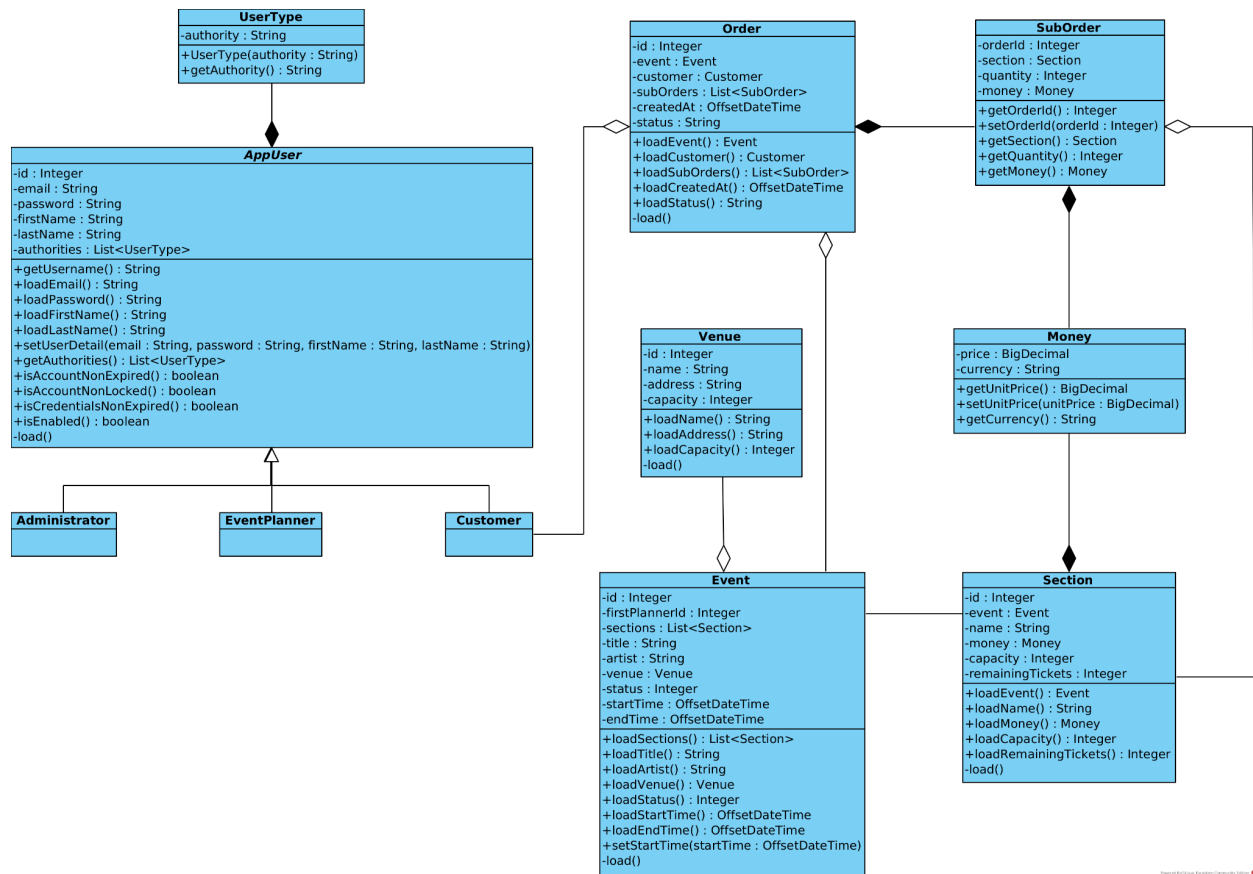 UserType
-authority : String
+UserType(authority : String)
+getAuthority() : String
AppUser
-id : Integer
-email : String
-password : String
-firstName : String
-lastName : String
-authorities : List<UserType>
+getUsername() : String
+loadEmail() : String
+loadPassword() : String
+loadFirstName() : String
+loadLastName() : String
+setUserDetail(email : String, password : String, firstName : String, lastName : String)
+getAuthorities() : List<UserType>
+isAccountNonExpired() : boolean
+isAccountNonLocked() : boolean
+isCredentialsNonExpired() : boolean
+isEnabled() : boolean
-load()
Administrator
EventPlanner
Customer
Order
-id : Integer
-event : Event
-customer : Customer
-subOrders : List<SubOrder>
-createdAt : OffsetDateTime
-status : String
+loadEvent() : Event
+loadCustomer() : Customer
+loadSubOrders() : List<SubOrder>
+loadCreatedAt() : OffsetDateTime
+loadStatus() : String
-load()
SubOrder
-orderId : Integer
-section : Section
-quantity : Integer
-money : Money
+getOrderId() : Integer
+setOrderId(orderId : Integer)
+getSection() : Section
+getQuantity() : Integer
+getMoney() : Money
Venue
-id : Integer
-name : String
-address : String
-capacity : Integer
+loadName() : String
+loadAddress() : String
+loadCapacity() : Integer
-load()
Money
-price : BigDecimal
-currency : String
+getUnitPrice() : BigDecimal
+setUnitPrice(unitPrice : BigDecimal)
+getCurrency() : String
Event
-id : Integer
-firstPlannerId : Integer
-sections : List<Section>
-title : String
-artist : String
-venue : Venue
-status : Integer
-startTime : OffsetDateTime
-endTime : OffsetDateTime
+loadSections() : List<Section>
+loadTitle() : String
+loadArtist() : String
+loadVenue() : Venue
+loadStatus() : Integer
+loadStartTime() : OffsetDateTime
+loadEndTime() : OffsetDateTime
+setStartTime(startTime : OffsetDateTime)
-load()
Section
-id : Integer
-event : Event
-name : String
-money : Money
-capacity : Integer
-remainingTickets : Integer
+loadEvent() : Event
+loadName() : String
+loadMoney() : Money
+loadCapacity() : Integer
+loadRemainingTickets() : Integer
-load()